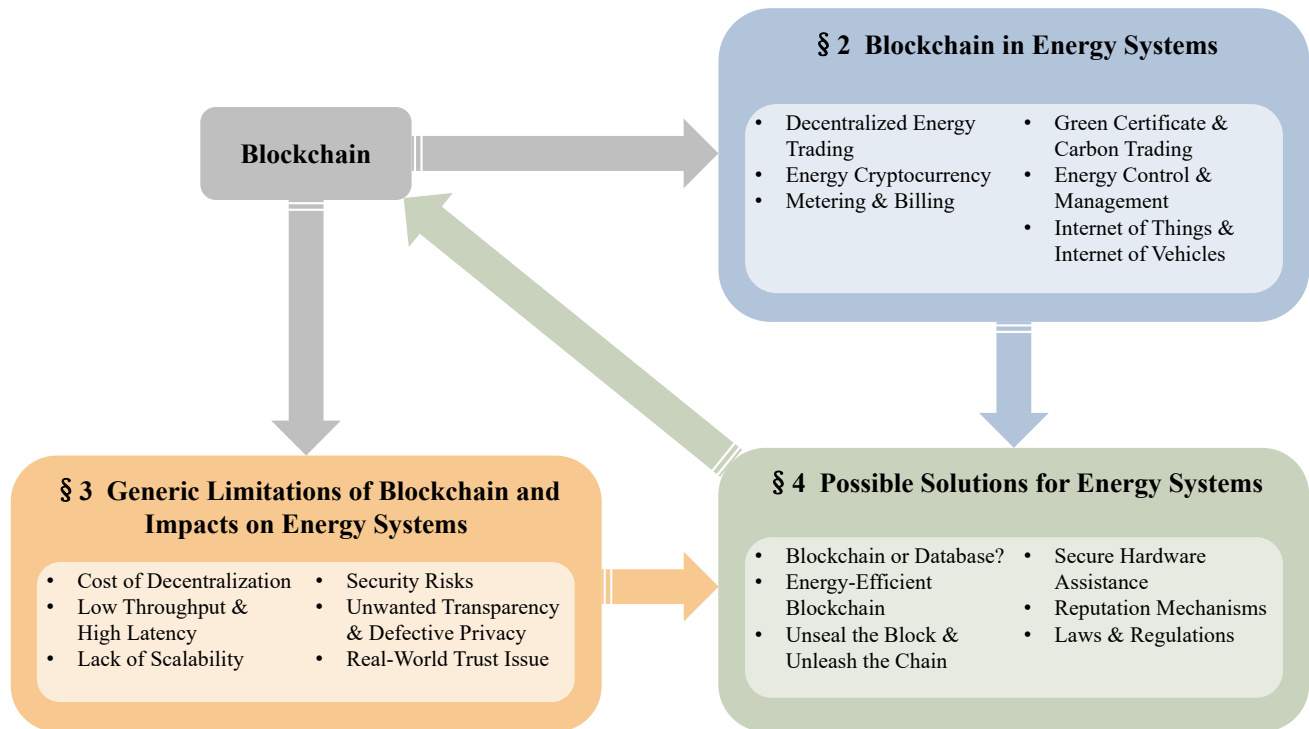 § 2 Blockchain in Energy Systems
• Decentralized Energy
Trading
• Energy Cryptocurrency
• Metering & Billing
• Green Certificate &
Carbon Trading
• Energy Control &
Management
• Internet of Things &
Internet of Vehicles
Blockchain
§ 3 Generic Limitations of Blockchain and
Impacts on Energy Systems
• Cost of Decentralization
• Low Throughput &
High Latency
• Lack of Scalability
• Security Risks
• Unwanted Transparency
& Defective Privacy
• Real-World Trust Issue
§ 4 Possible Solutions for Energy Systems
• Blockchain or Database?
• Energy-Efficient
Blockchain
• Unseal the Block &
Unleash the Chain
• Secure Hardware
Assistance
• Reputation Mechanisms
• Laws & Regulations